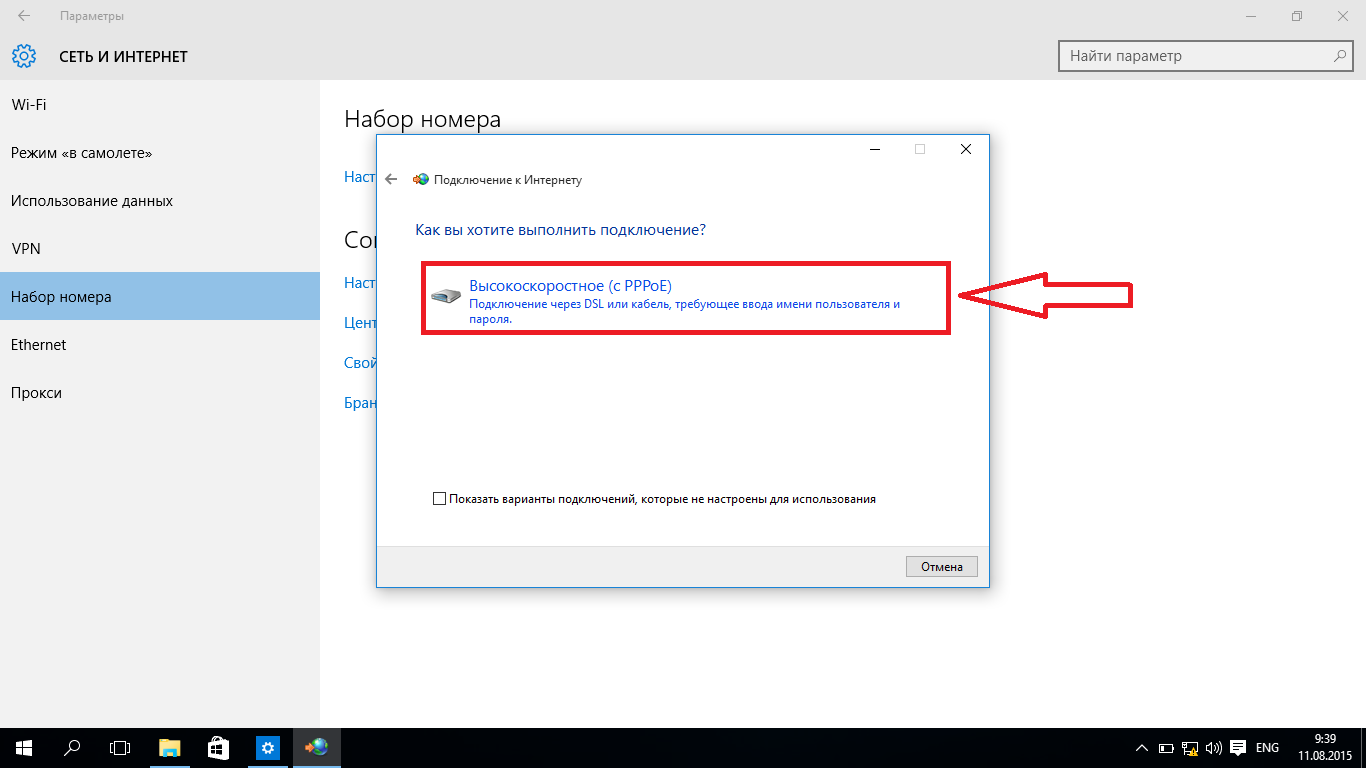 Параметры
СЕТЬ И ИНТЕРНЕТ
Найти параметр
Wi-Fi
Режим «в самолете»
Использование данных
VPN
Набор номера
Ethernet
Прокси
Набор номера
Наст
Наст
Цент
Свой
Бран
Подключение к Интернету
Как вы хотите выполнить подключение?
Высокоскоростное (с PPPoE)
Подключение через DSL или кабель, требующее ввода имени пользователя и
пароля.
Показать варианты подключений, которые не настроены для использования
Отмена
ENG
9:39
11.08.2015